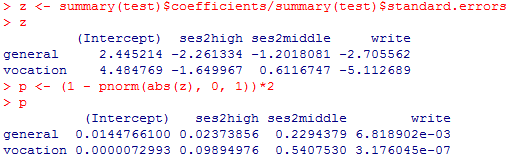 > z <- summary(test)$coefficients/summary(test)$standard.errors
> z
(Intercept) ses2high ses2middle write
general 2.445214 -2.261334 -1.2018081 -2.705562
vocation 4.484769 -1.649967 0.6116747 -5.112689
> p <- (1 - pnorm(abs(z), 0, 1))*2
> p
(Intercept) ses2high ses2middle write
general 0.0144766100 0.02373856 0.2294379 6.818902e-03
vocation 0.0000072993 0.09894976 0.5407530 3.176045e-07